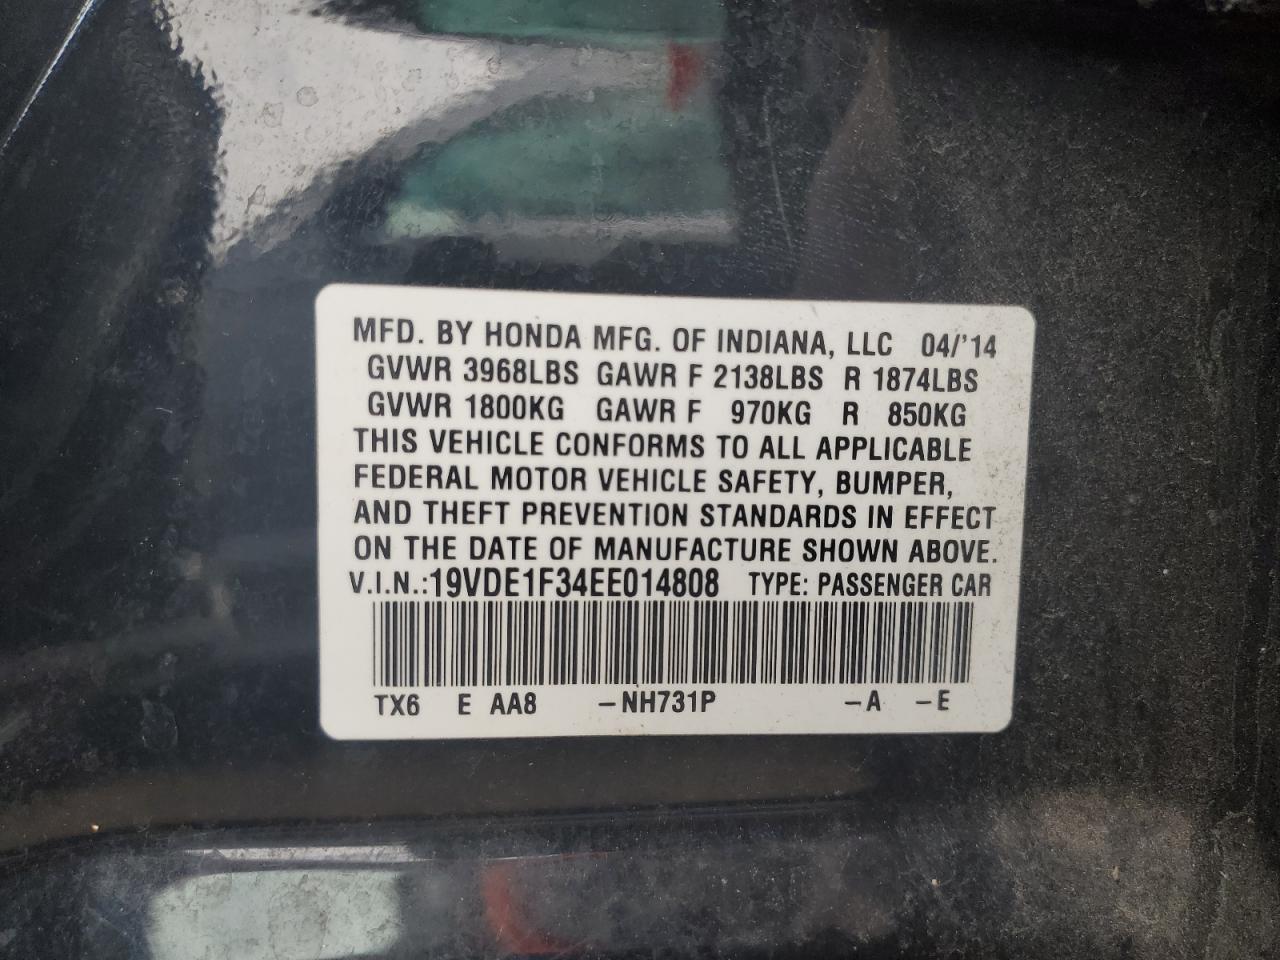 MFD. BY HONDA MFG. OF INDIANA, LLC 04/'14
GVWR 3968LBS GAWR F 2138LBS R 1874LBS
GVWR 1800KG GAWR F 970KG R 850KG
THIS VEHICLE CONFORMS TO ALL APPLICABLE
FEDERAL MOTOR VEHICLE SAFETY, BUMPER,
AND THEFT PREVENTION STANDARDS IN EFFECT
ON THE DATE OF MANUFACTURE SHOWN ABOVE.
V.I.N.:19VDE1F34EE014808 TYPE: PASSENGER CAR
TX6 E AA8 -NH731P -A -E